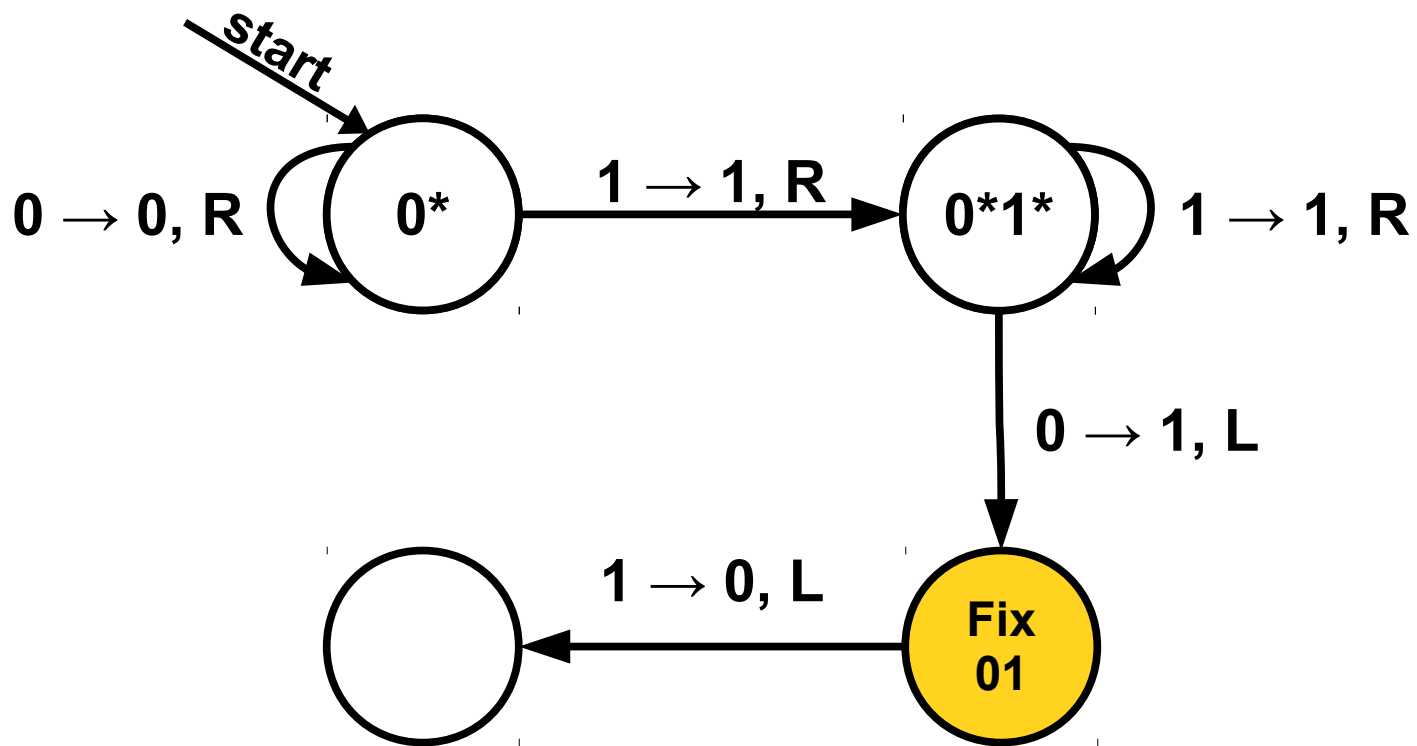 start
0 → 0, R
0*
1 → 1, R
0*1*
1 → 1, R
0 → 1, L
1 → 0, L
Fix
01